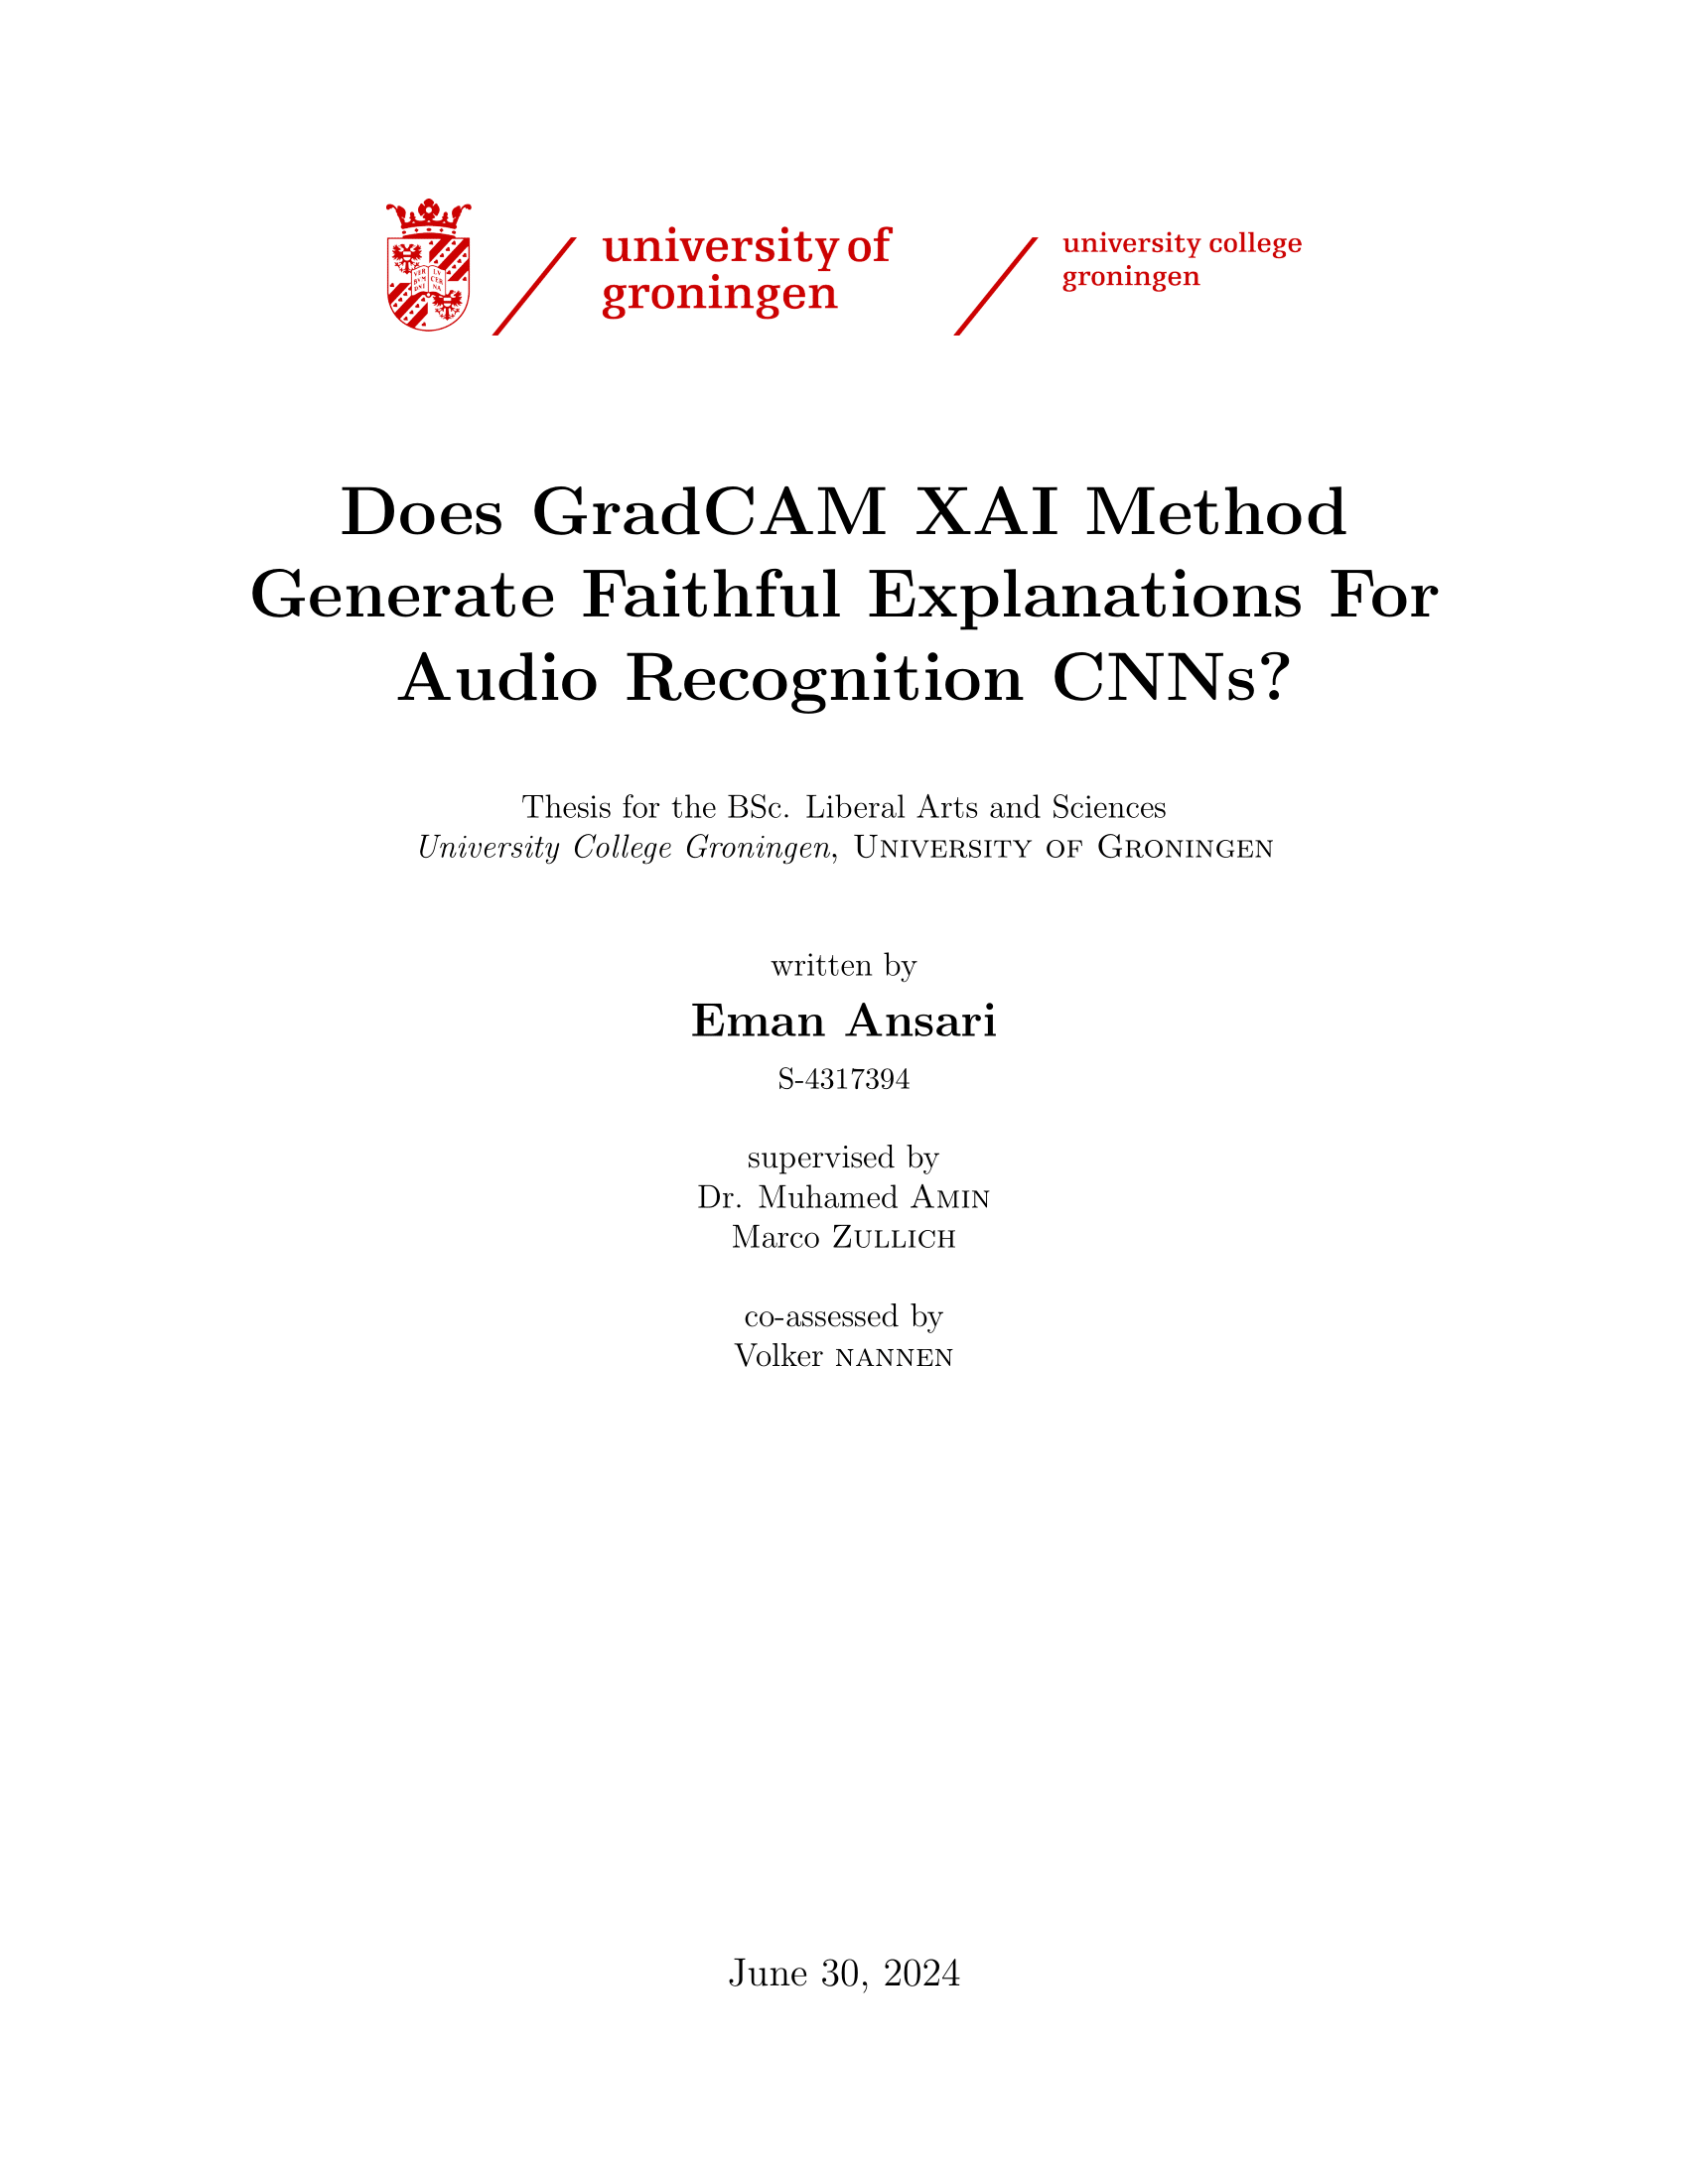 university of
groningen
university college
groningen
Does GradCAM XAI Method
Generate Faithful Explanations For
Audio Recognition CNNs?
Thesis for the BSc. Liberal Arts and Sciences
University College Groningen, University of Groningen
written by
Eman Ansari
S-4317394
supervised by
Dr. Muhamed Amin
Marco Zullich
co-assessed by
Volker nannen
June 30, 2024